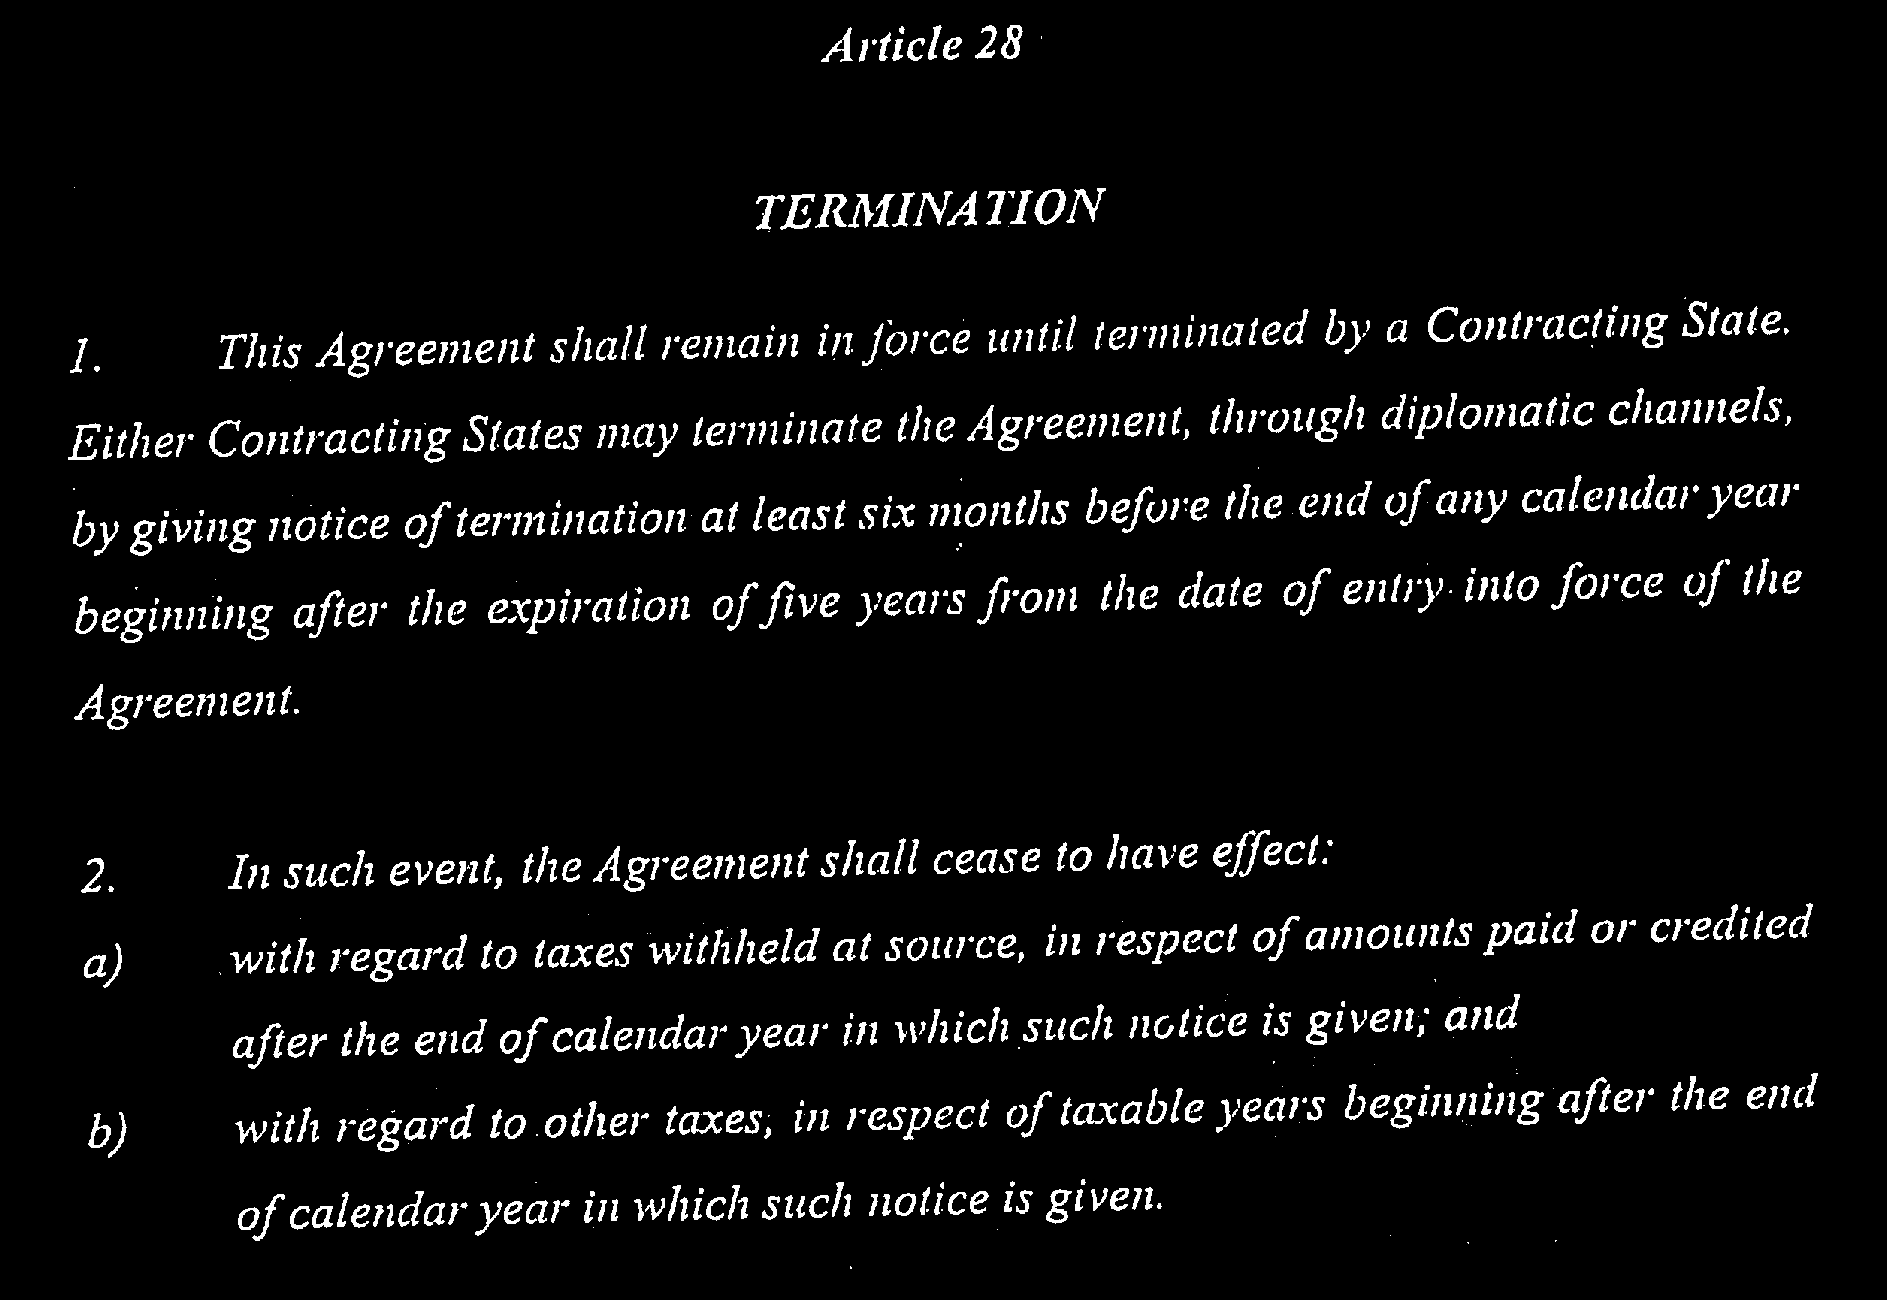 Article 28
TERMINATION
1. This Agreement shall remain in force until terminated by a Contracting State.
Either Contracting States may terminate the Agreement, through diplomatic channels,
by giving notice of termination at least six months before the end of any calendar year
beginning after the expiration of five years from the date of entry into force of the
Agreement.
2. In such event, the Agreement shall cease to have effect:
a) with regard to taxes withheld at source, in respect of amounts paid or credited
after the end of calendar year in which such notice is given; and
b) with regard to other taxes, in respect of taxable years beginning after the end
of calendar year in which such notice is given.